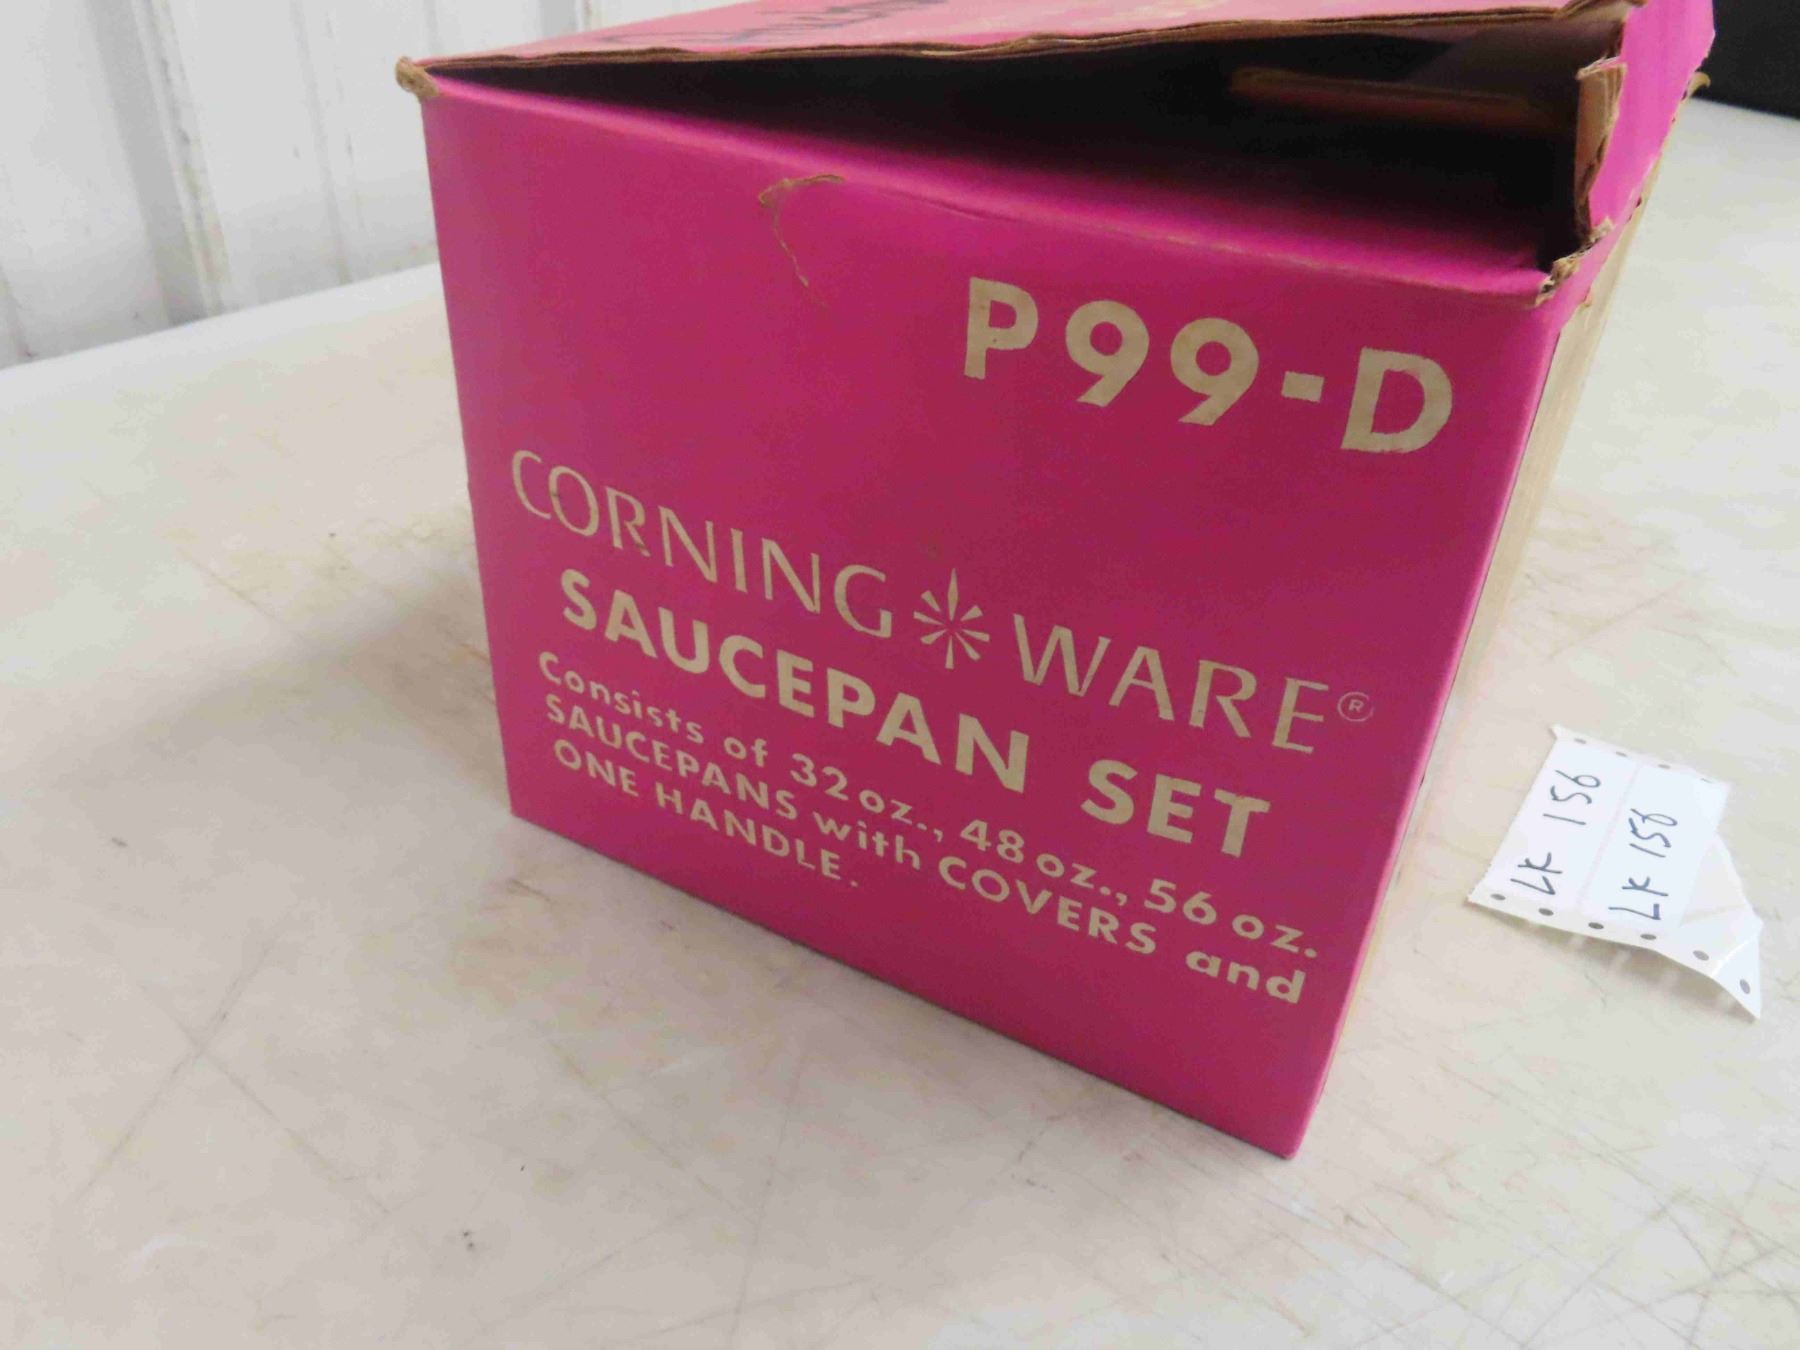 P99-D
CORNING WARE®
SAUCEPAN SET
Consists of 32 oz., 48 oz., 56 oz.
SAUCEPANS with COVERS and
ONE HANDLE.
LK 156
LK 156